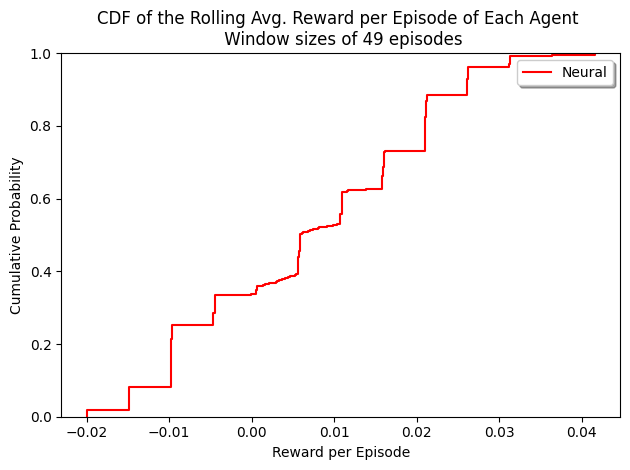 CDF of the Rolling Avg. Reward per Episode of Each Agent
Window sizes of 49 episodes
Neural
1.0
0.8
0.6
0.4
0.2
0.0
Cumulative Probability
−0.02
−0.01
0.00
0.01
0.02
0.03
0.04
Reward per Episode